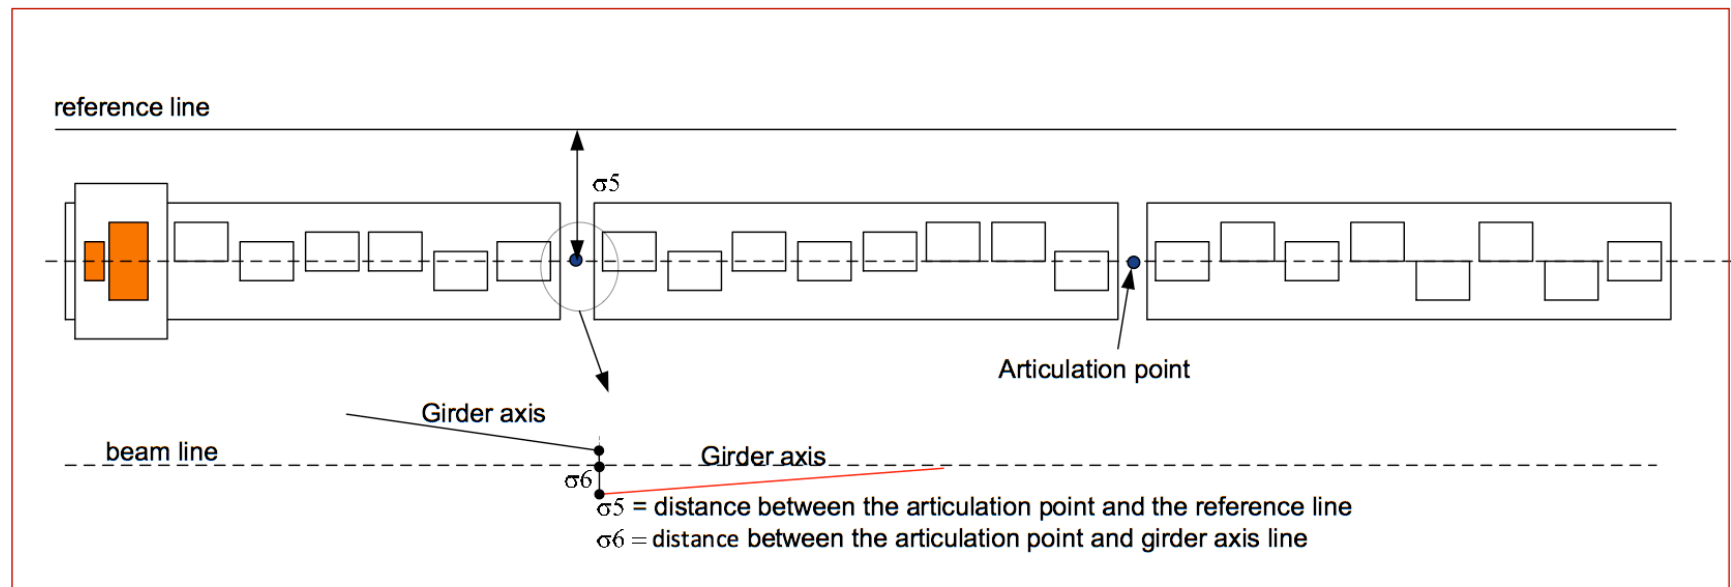 reference line
σ5
Articulation point
Girder axis
beam line
Girder axis
σ6
σ5 = distance between the articulation point and the reference line
σ6 = distance between the articulation point and girder axis line